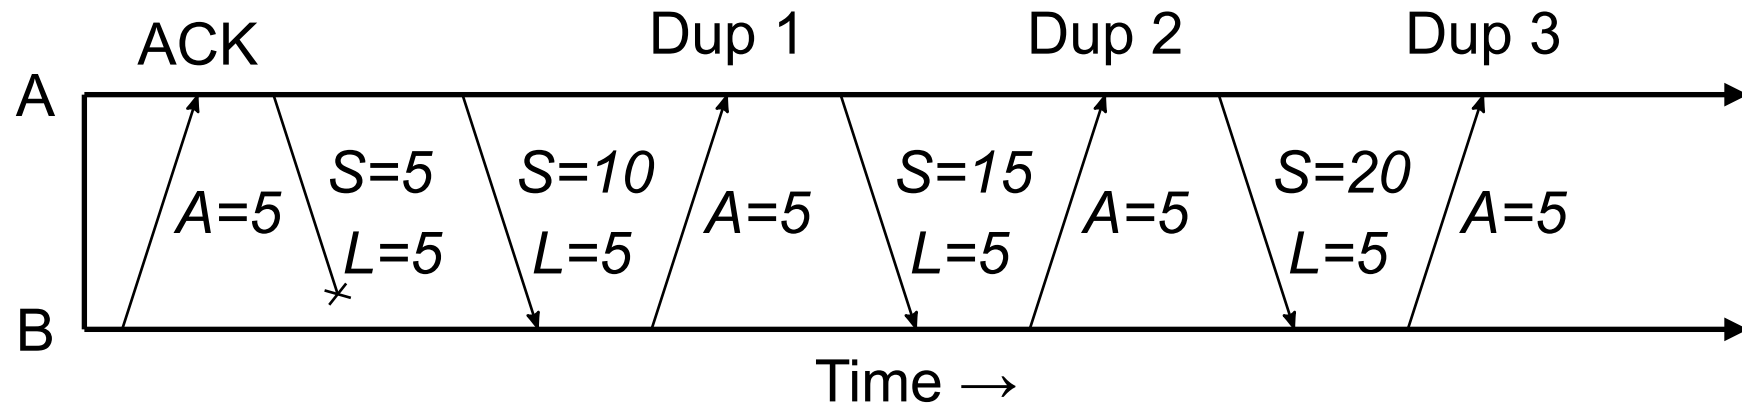 ACK Dup 1 Dup 2 Dup 3
A
S=5 S=10 S=15 S=20
A=5 A=5 A=5 A=5
L=5 L=5 L=5 L=5
B
Time →